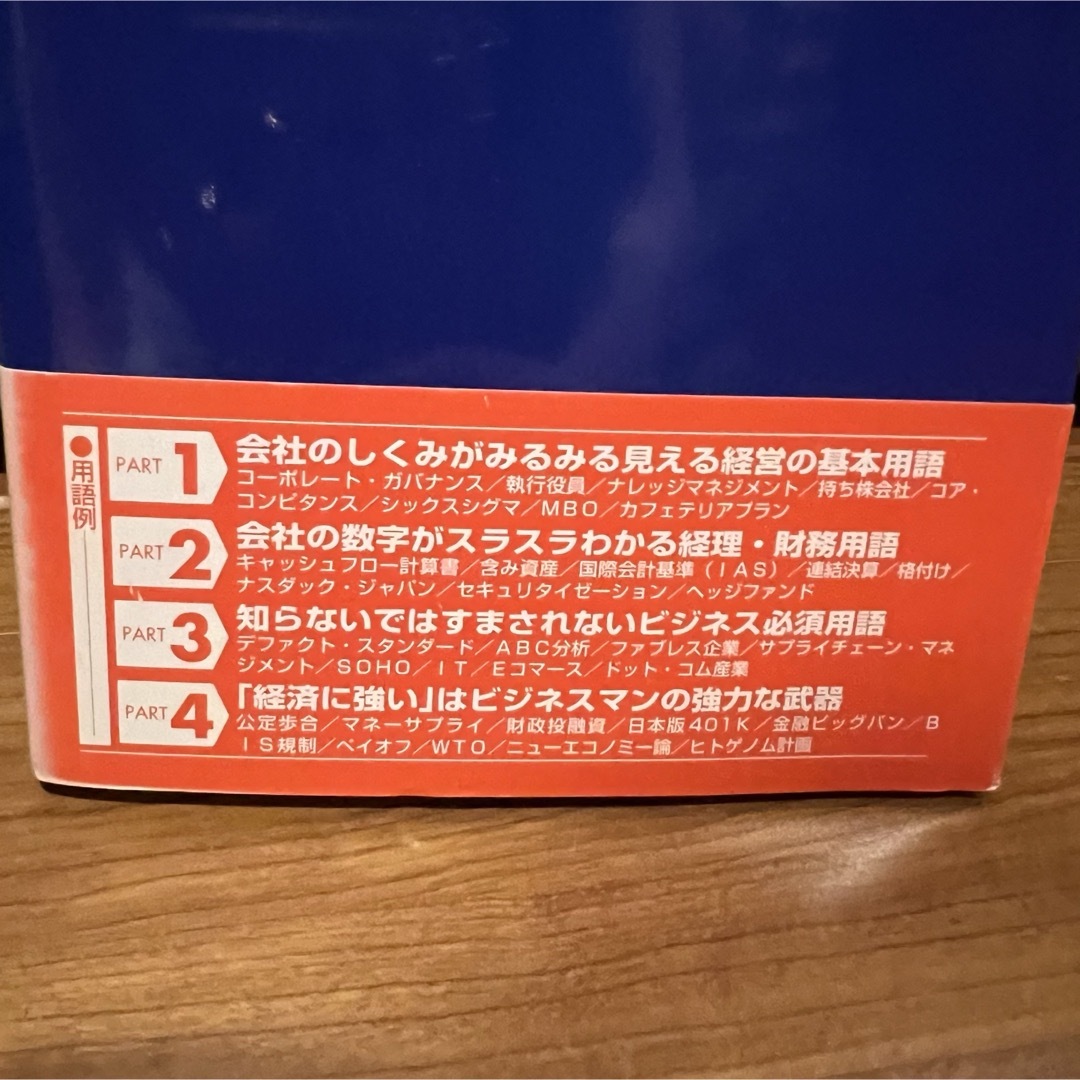 ●用語例
PART 1
会社のしくみがみるみる見える経営の基本用語
コーポレート・ガバナンス／執行役員／ナレッジマネジメント／持ち株会社／コア・
コンピタンス／シックスシグマ／MBO／カフェテリアプラン
PART 2
会社の数字がスラスラわかる経理・財務用語
キャッシュフロー計算書／含み資産／国際会計基準（IAS）／連結決算／格付け／
ナスダック・ジャパン／セキュリタイゼーション／ヘッジファンド
PART 3
知らないではすまされないビジネス必須用語
デファクト・スタンダード／ABC分析／ファブレス企業／サプライチェーン・マネ
ジメント／SOHO／IT／Eコマース／ドット・コム産業
PART 4
「経済に強い」はビジネスマンの強力な武器
公定歩合／マネーサプライ／財政投融資／日本版401K／金融ビッグバン／B
IS規制／ペイオフ／WTO／ニューエコノミー論／ヒトゲノム計画